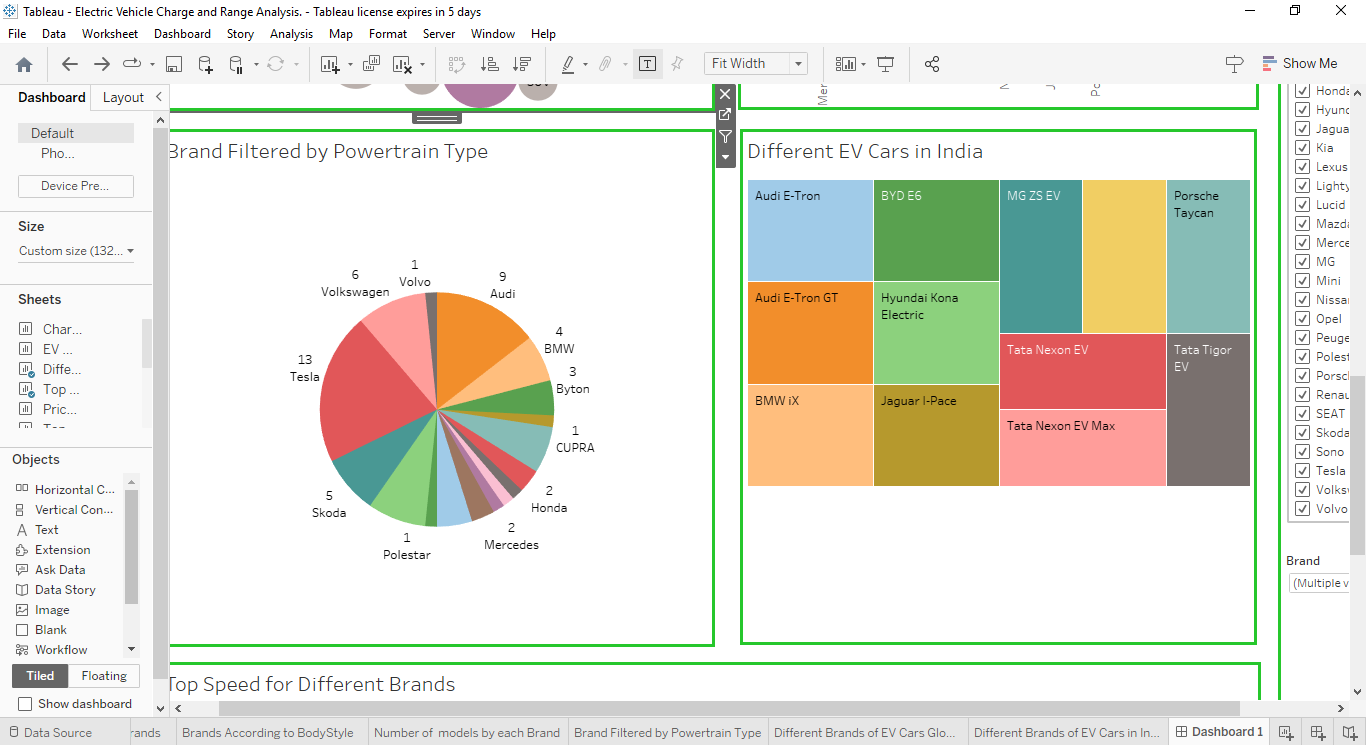 Tableau - Electric Vehicle Charge and Range Analysis. - Tableau license expires in 5 days
File Data Worksheet Dashboard Story Analysis Map Format Server Window Help
Fit Width
Show Me
Dashboard Layout
Default
Pho...
Device Pre...
Size
Custom size (132...
Sheets
Char...
EV ...
Diffe...
Top ...
Pric...
Objects
Horizontal C...
Vertical Con...
Text
Extension
Ask Data
Data Story
Image
Blank
Workflow
Tiled Floating
Show dashboard
Mer
Brand Filtered by Powertrain Type
1
Volvo
9
Audi
4
BMW
3
Byton
1
CUPRA
2
Honda
2
Mercedes
1
Polestar
5
Skoda
13
Tesla
6
Volkswagen
Different EV Cars in India
Audi E-Tron
BYD E6
MG ZS EV
Porsche
Taycan
Audi E-Tron GT
Hyundai Kona
Electric
Tata Nexon EV
Tata Tigor
EV
BMW iX
Jaguar I-Pace
Tata Nexon EV Max
Top Speed for Different Brands
Honda
Hyund
Jagua
Kia
Lexus
Lighty
Lucid
Mazda
Merce
MG
Mini
Nissa
Opel
Peuge
Polest
Porsc
Renau
SEAT
Skoda
Sono
Tesla
Volks
Volvo
Brand
(Multiple v
Data Source
rands
Brands According to BodyStyle
Number of models by each Brand
Brand Filtered by Powertrain Type
Different Brands of EV Cars Glo...
Different Brands of EV Cars in In...
Dashboard 1